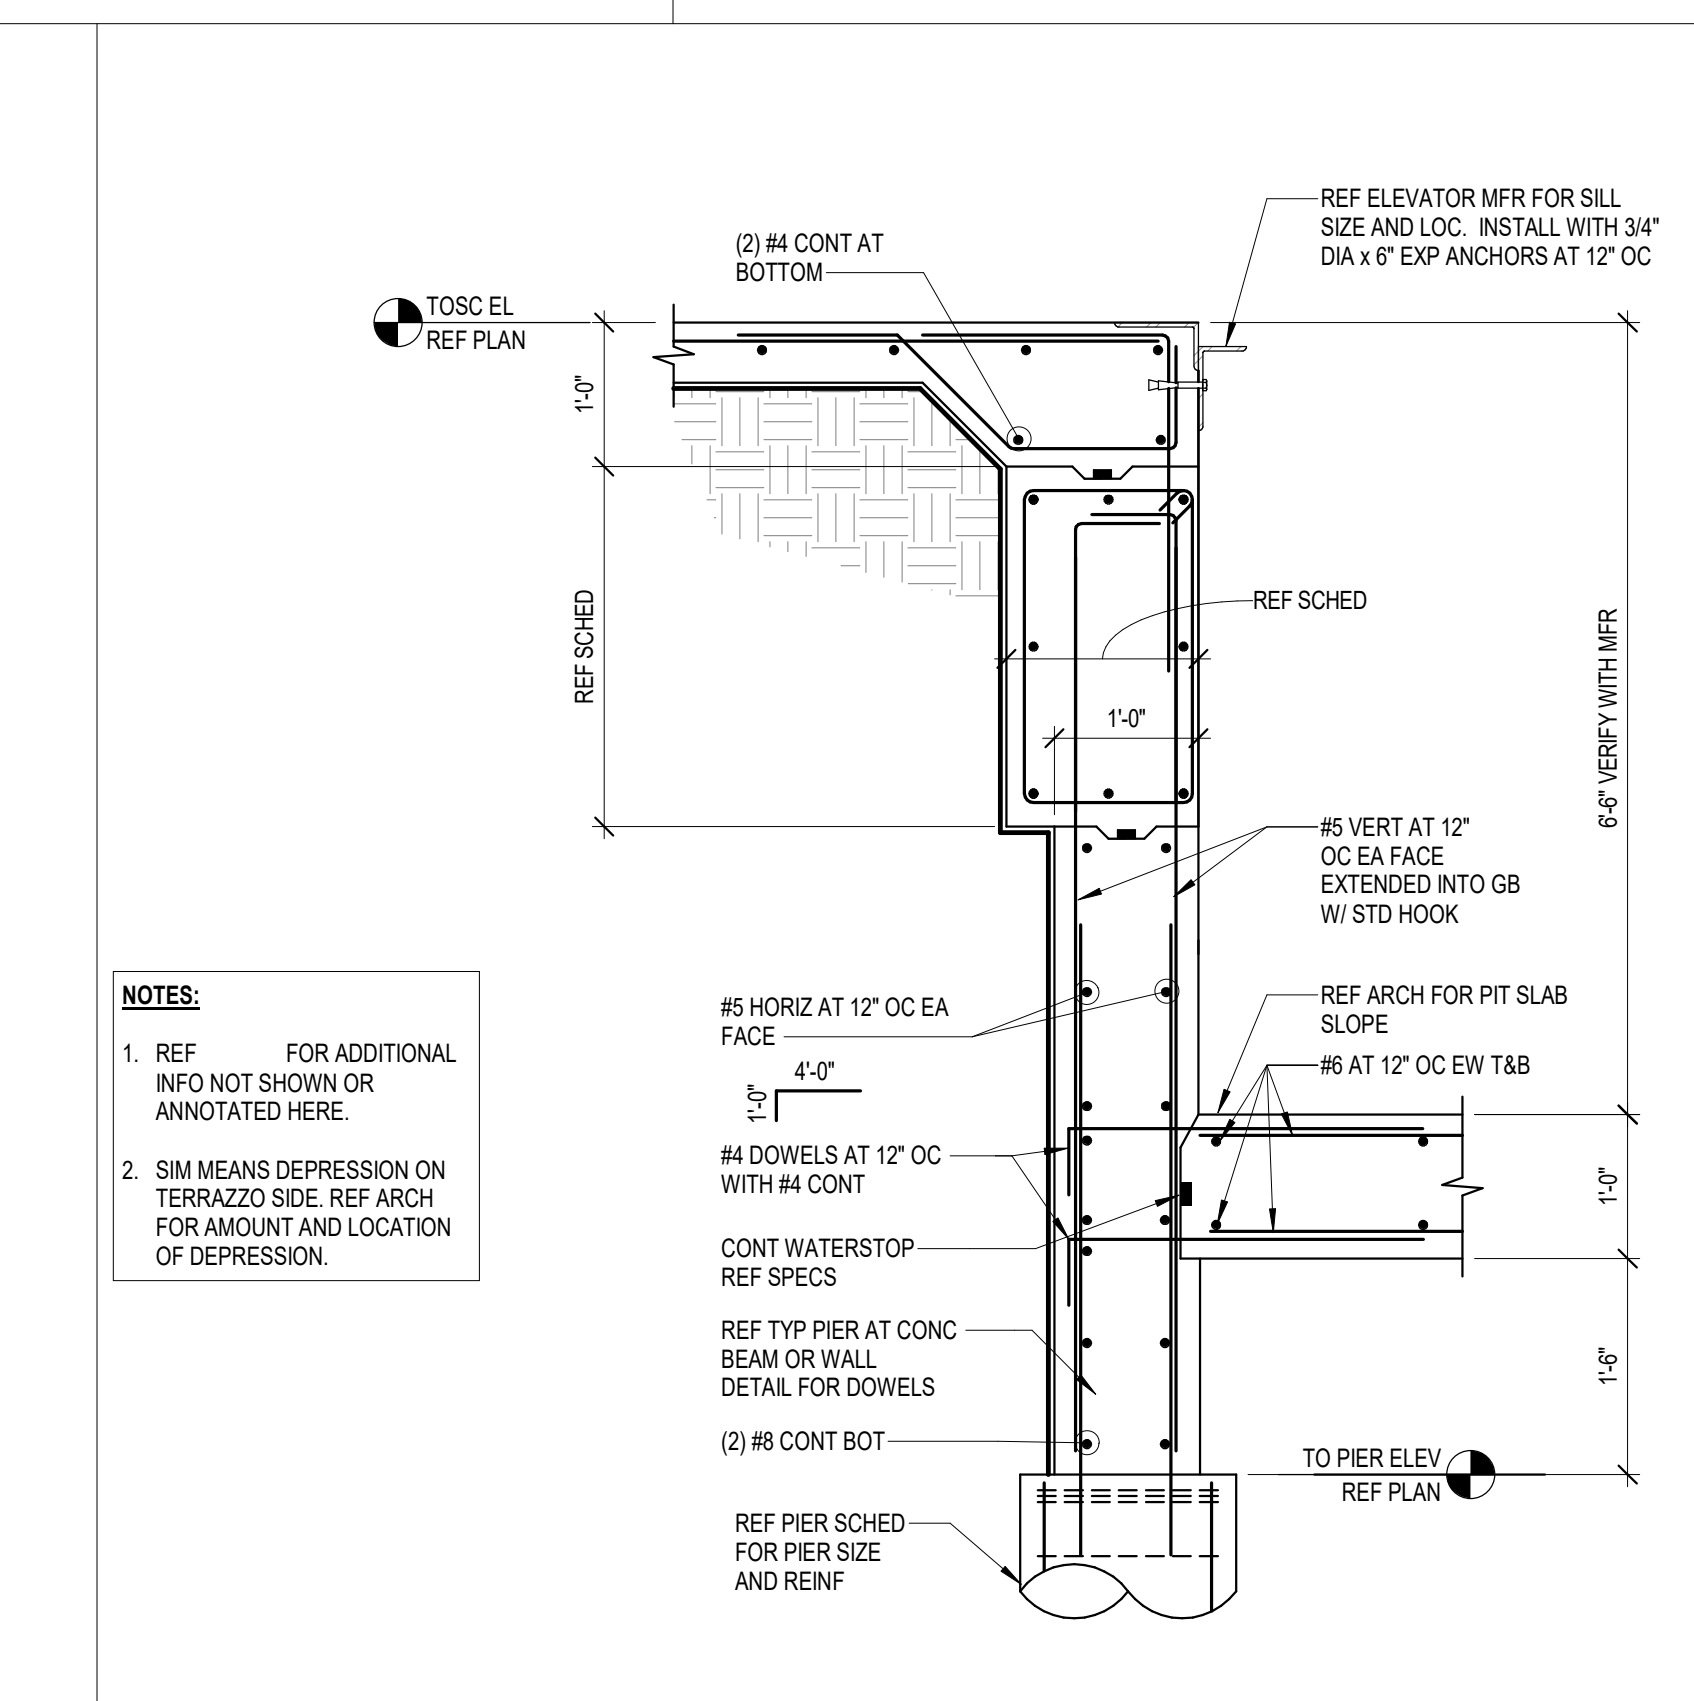 REF ELEVATOR MFR FOR SILL
SIZE AND LOC. INSTALL WITH 3/4"
DIA x 6" EXP ANCHORS AT 12" OC
(2) #4 CONT AT
BOTTOM
TOSC EL
REF PLAN
1'-0"
REF SCHED
REF SCHED
1'-0"
6'-6" VERIFY WITH MFR
#5 VERT AT 12"
OC EA FACE
EXTENDED INTO GB
W/ STD HOOK
NOTES:
1. REF FOR ADDITIONAL
INFO NOT SHOWN OR
ANNOTATED HERE.
2. SIM MEANS DEPRESSION ON
TERRAZZO SIDE. REF ARCH
FOR AMOUNT AND LOCATION
OF DEPRESSION.
#5 HORIZ AT 12" OC EA
FACE
4'-0"
1'-0"
#4 DOWELS AT 12" OC
WITH #4 CONT
CONT WATERSTOP
REF SPECS
REF TYP PIER AT CONC
BEAM OR WALL
DETAIL FOR DOWELS
(2) #8 CONT BOT
REF PIER SCHED
FOR PIER SIZE
AND REINF
REF ARCH FOR PIT SLAB
SLOPE
#6 AT 12" OC EW T&B
1'-0"
1'-6"
TO PIER ELEV
REF PLAN